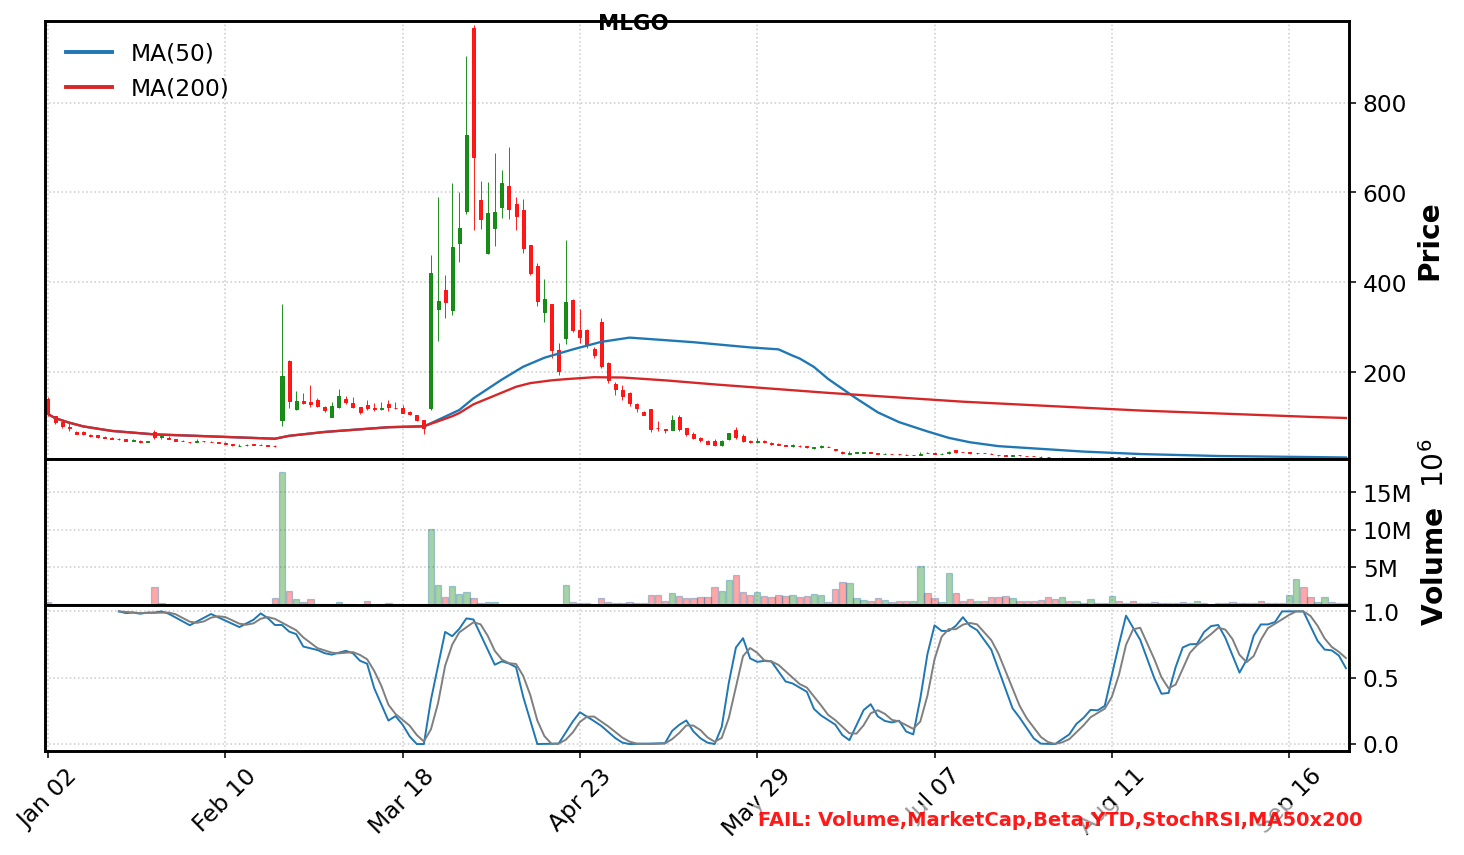 MLGO
MA(50)
MA(200)
800
600
400
200
Price
10^6
15M
10M
5M
Volume
1.0
0.5
0.0
Jan 02
Feb 10
Mar 18
Apr 23
May 29
Jul 07
Aug 11
Sep 16
FAIL: Volume,MarketCap,Beta,YTD,StochRSI,MA50x200